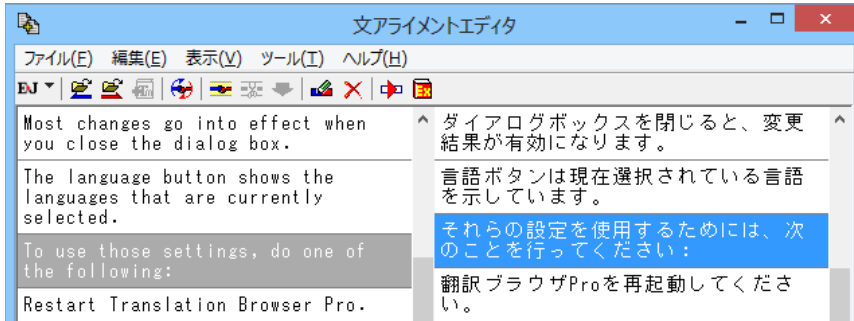 文アライメントエディタ
ファイル(F) 編集(E) 表示(V) ツール(T) ヘルプ(H)
EJ
Most changes go into effect when
you close the dialog box.
The language button shows the
languages that are currently
selected.
To use those settings, do one of
the following:
Restart Translation Browser Pro.
ダイアログボックスを閉じると、変更
結果が有効になります。
言語ボタンは現在選択されている言語
を示しています。
それらの設定を使用するためには、次
のことを行ってください：
翻訳ブラウザProを再起動してくださ
い。